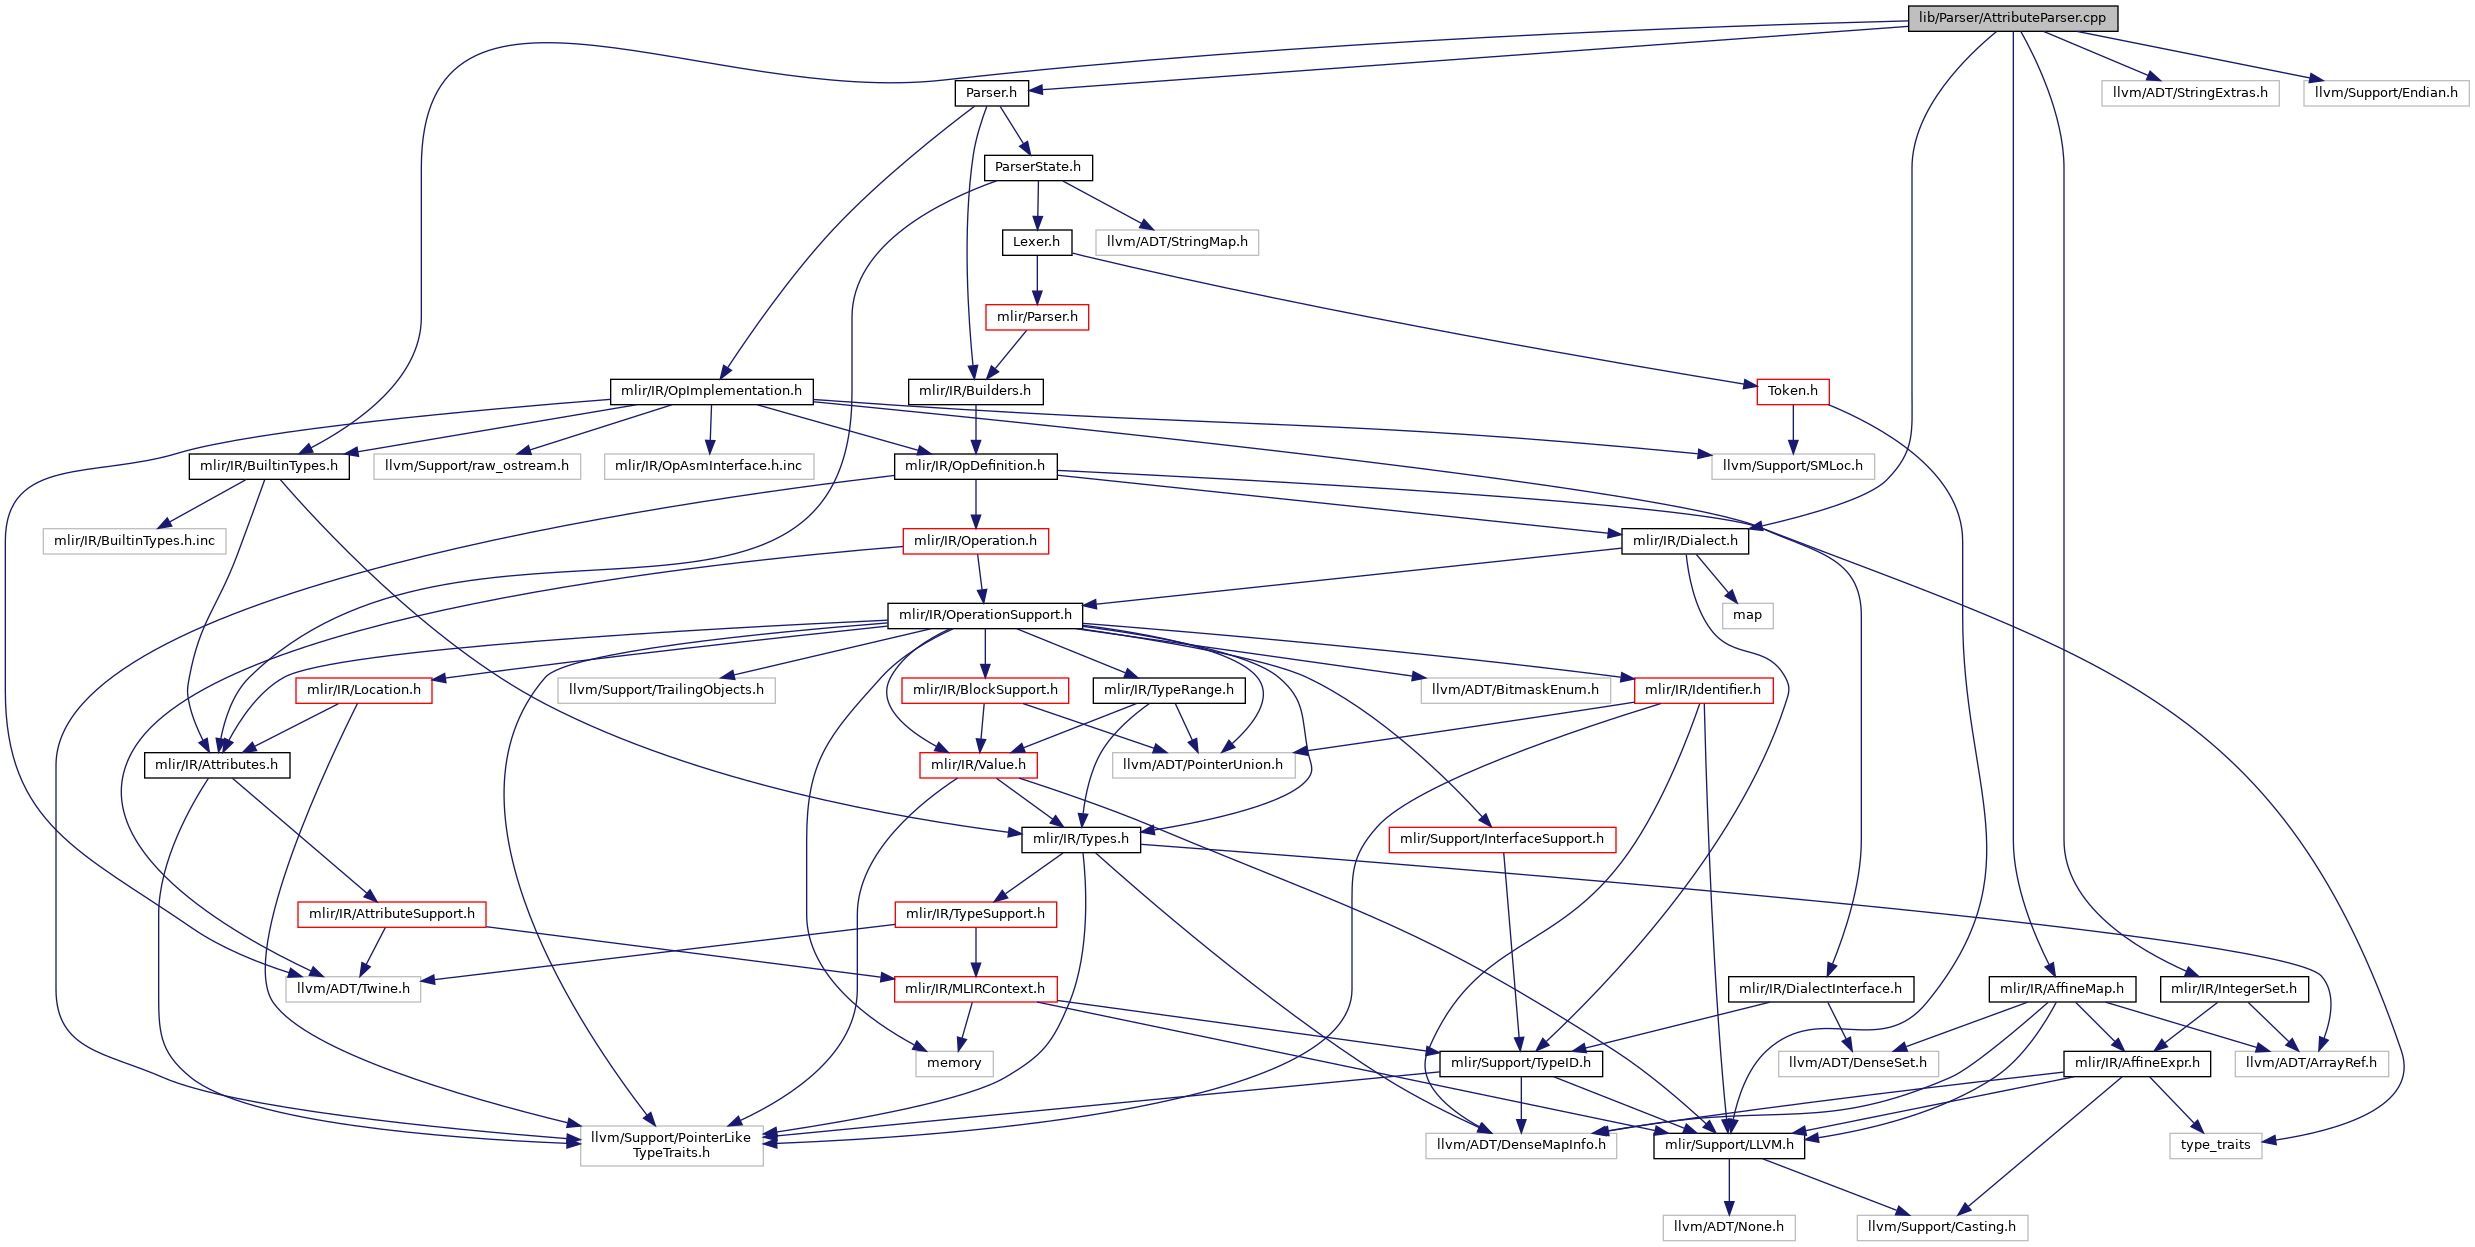 lib/Parser/AttributeParser.cpp
Parser.h
llvm/ADT/StringExtras.h
llvm/Support/Endian.h
ParserState.h
Lexer.h
llvm/ADT/StringMap.h
mlir/Parser.h
mlir/IR/OpImplementation.h
mlir/IR/Builders.h
Token.h
mlir/IR/BuiltinTypes.h
llvm/Support/raw_ostream.h
mlir/IR/OpAsmInterface.h.inc
mlir/IR/OpDefinition.h
llvm/Support/SMLoc.h
mlir/IR/BuiltinTypes.h.inc
mlir/IR/Operation.h
mlir/IR/Dialect.h
mlir/IR/OperationSupport.h
map
mlir/IR/Location.h
llvm/Support/TrailingObjects.h
mlir/IR/BlockSupport.h
mlir/IR/TypeRange.h
llvm/ADT/BitmaskEnum.h
mlir/IR/Identifier.h
mlir/IR/Attributes.h
mlir/IR/Value.h
llvm/ADT/PointerUnion.h
mlir/IR/Types.h
mlir/Support/InterfaceSupport.h
mlir/IR/AttributeSupport.h
mlir/IR/TypeSupport.h
llvm/ADT/Twine.h
mlir/IR/MLIRContext.h
mlir/IR/DialectInterface.h
mlir/IR/AffineMap.h
mlir/IR/IntegerSet.h
memory
mlir/Support/TypeID.h
llvm/ADT/DenseSet.h
mlir/IR/AffineExpr.h
llvm/ADT/ArrayRef.h
llvm/Support/PointerLike
TypeTraits.h
llvm/ADT/DenseMapInfo.h
mlir/Support/LLVM.h
type_traits
llvm/ADT/None.h
llvm/Support/Casting.h